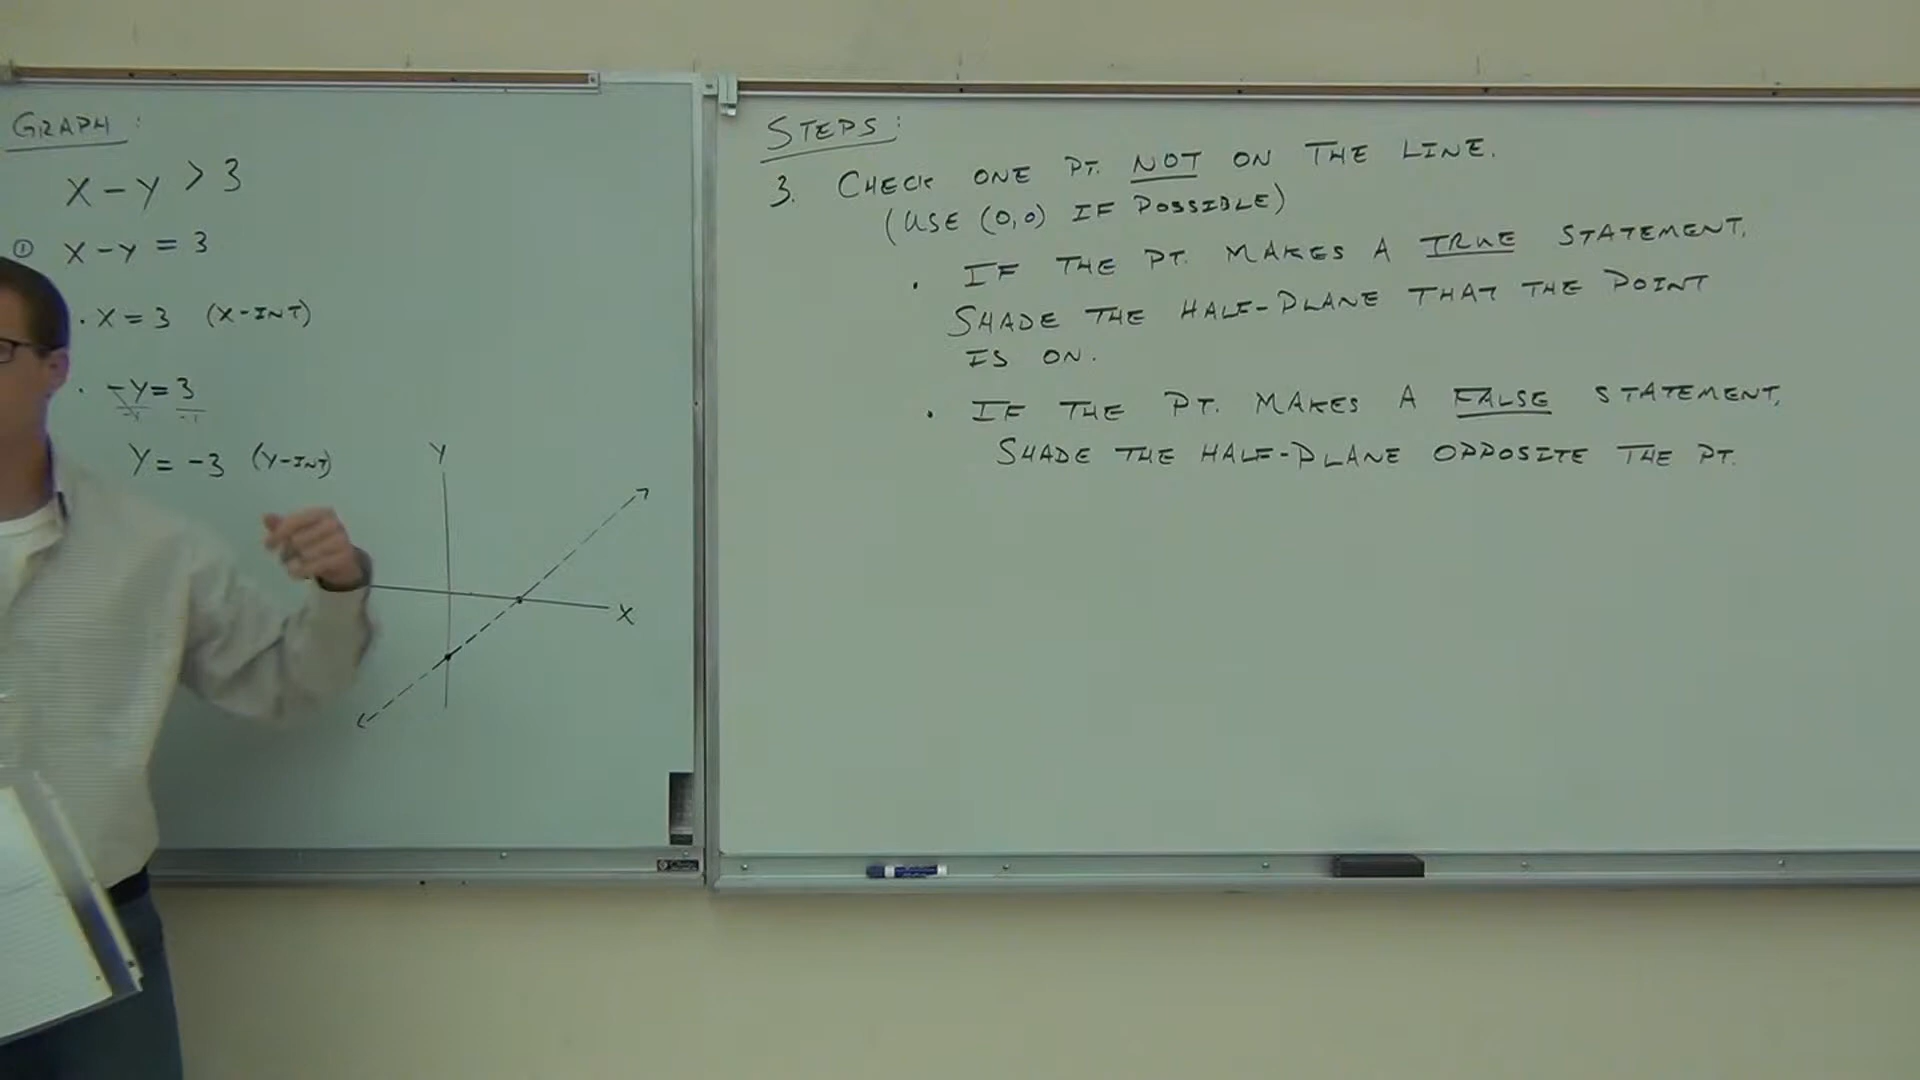 GRAPH:
X - Y > 3
① X - Y = 3
· X = 3 (X-INT)
· -Y = 3
-1 -1
Y = -3 (Y-INT)
Y
X
STEPS:
3. CHECK ONE PT. NOT ON THE LINE.
(USE (0,0) IF POSSIBLE)
· IF THE PT. MAKES A TRUE STATEMENT,
SHADE THE HALF-PLANE THAT THE POINT
IS ON.
· IF THE PT. MAKES A FALSE STATEMENT,
SHADE THE HALF-PLANE OPPOSITE THE PT.